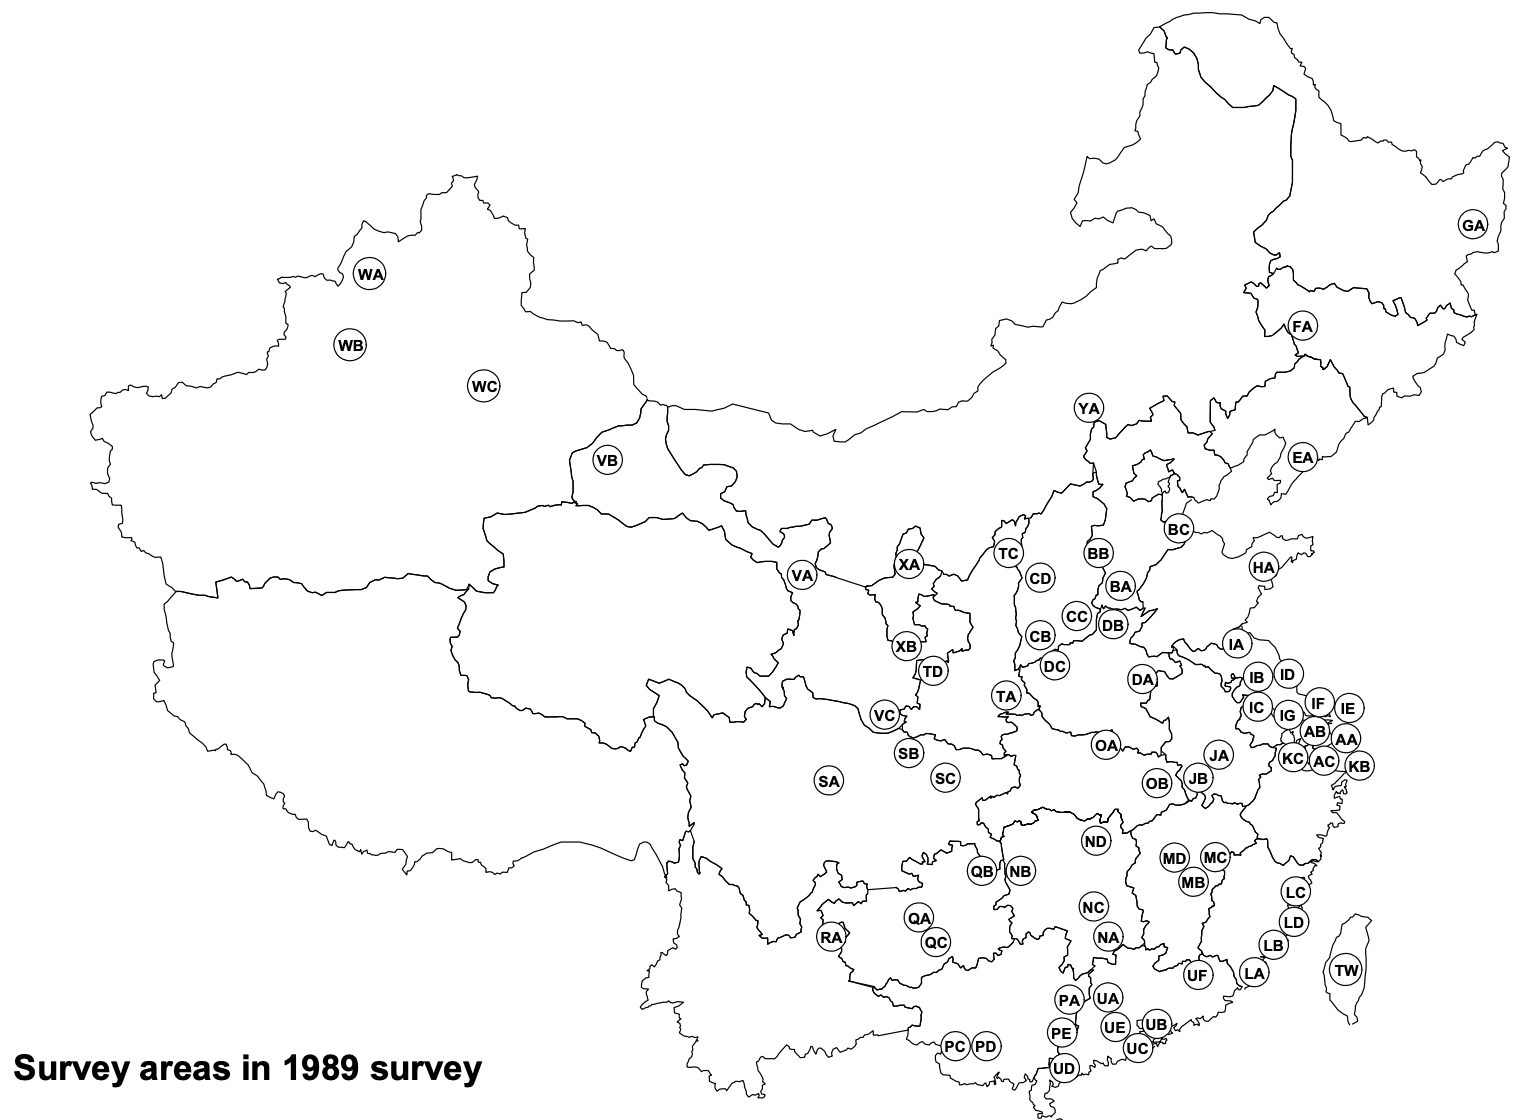 GA
WA
FA
WB
WC
YA
EA
VB
BC
TC
BB
XA
HA
VA
CD
BA
CC
DB
CB
IA
XB
DC
TD
IB
ID
DA
TA
IF
IC
IE
VC
IG
AB
AA
OA
SB
JA
KC
AC
KB
SC
JB
SA
OB
ND
MD
MC
QB
NB
MB
LC
NC
QA
LD
RA
NA
QC
LB
TW
LA
UF
UA
PA
UB
UE
PE
PC
PD
UC
UD
Survey areas in 1989 survey